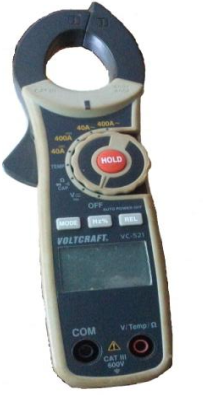 40A~ 400A~
400A
40A
HOLD
OFF
AUTO POWER OFF
MODE Hz% REL
VOLTCRAFT. VC-521
COM V/Temp/Ω
CAT III
600V